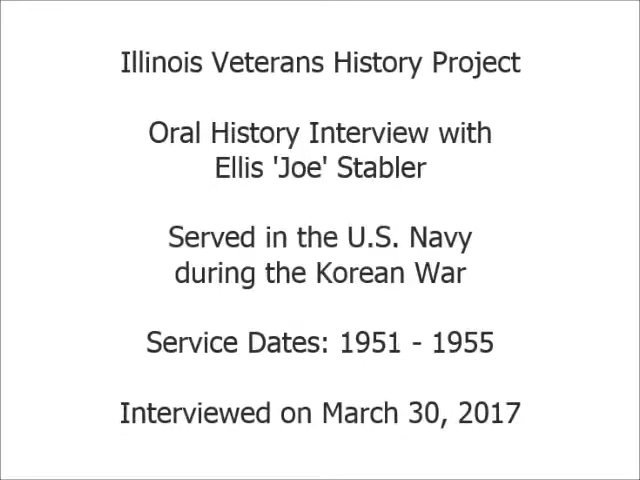 Illinois Veterans History Project
Oral History Interview with
Ellis 'Joe' Stabler
Served in the U.S. Navy
during the Korean War
Service Dates: 1951 - 1955
Interviewed on March 30, 2017